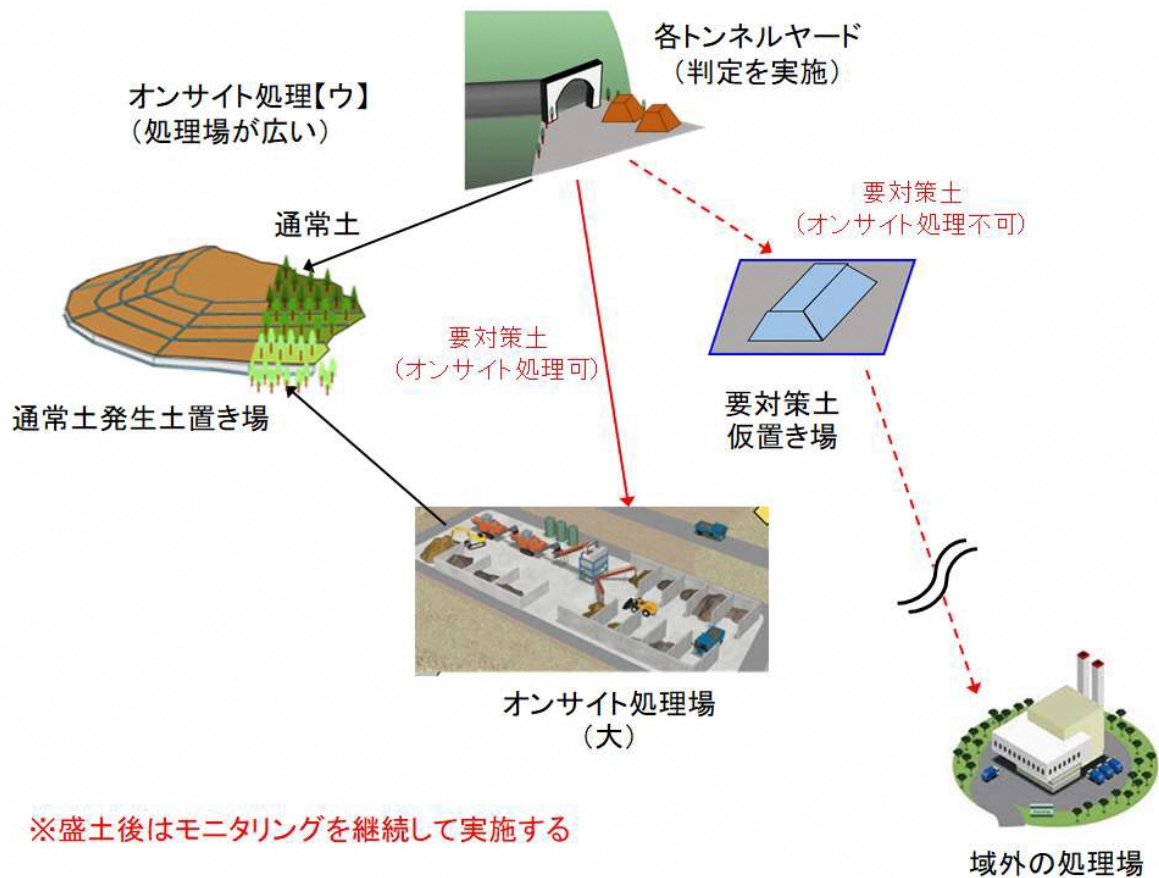 各トンネルヤード
（判定を実施）
オンサイト処理【ウ】
（処理場が広い）
通常土
要対策土
（オンサイト処理不可）
要対策土
（オンサイト処理可）
通常土発生土置き場
要対策土
仮置き場
オンサイト処理場
（大）
※盛土後はモニタリングを継続して実施する
域外の処理場